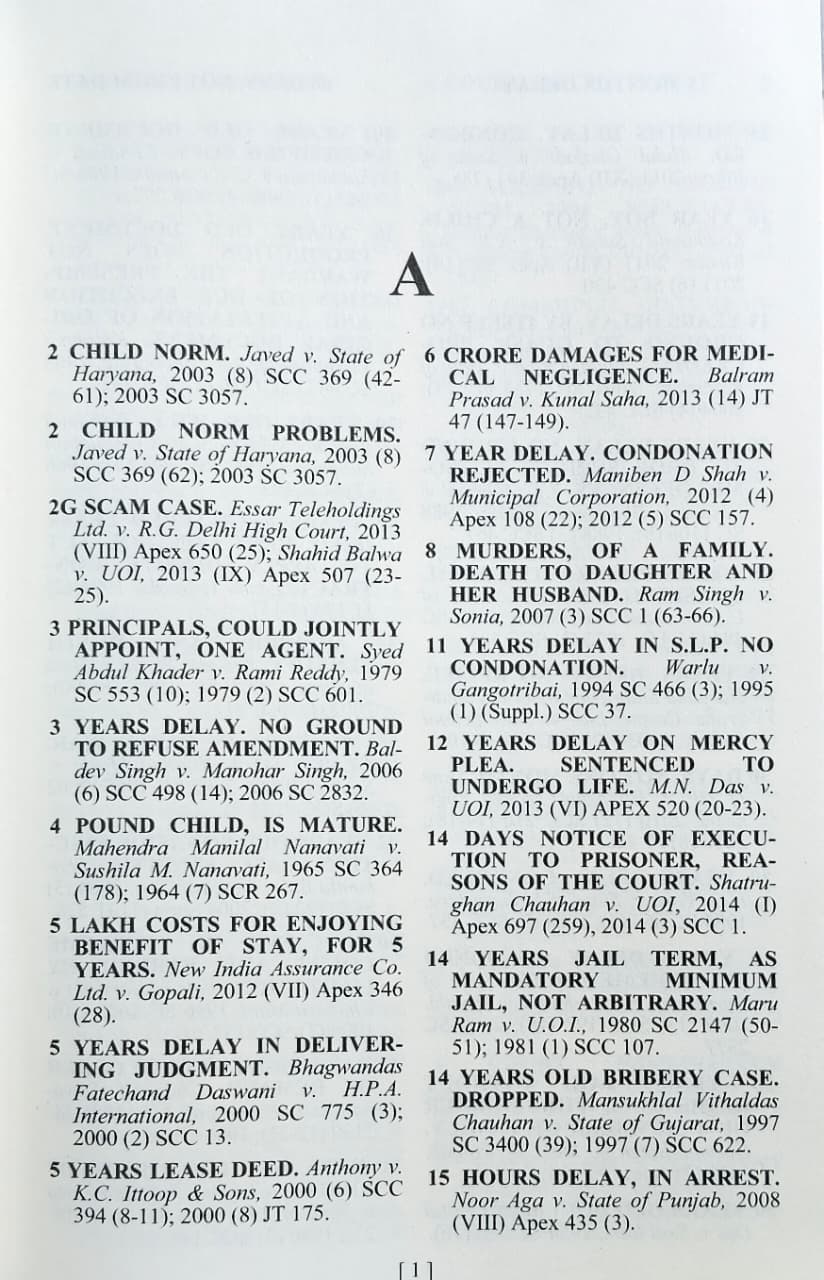 A
2 CHILD NORM. Javed v. State of
Haryana, 2003 (8) SCC 369 (42-
61); 2003 SC 3057.
2 CHILD NORM PROBLEMS.
Javed v. State of Haryana, 2003 (8)
SCC 369 (62); 2003 SC 3057.
2G SCAM CASE. Essar Teleholdings
Ltd. v. R.G. Delhi High Court, 2013
(VIII) Apex 650 (25); Shahid Balwa
v. UOI, 2013 (IX) Apex 507 (23-
25).
3 PRINCIPALS, COULD JOINTLY
APPOINT, ONE AGENT. Syed
Abdul Khader v. Rami Reddy, 1979
SC 553 (10); 1979 (2) SCC 601.
3 YEARS DELAY. NO GROUND
TO REFUSE AMENDMENT. Bal-
dev Singh v. Manohar Singh, 2006
(6) SCC 498 (14); 2006 SC 2832.
4 POUND CHILD, IS MATURE.
Mahendra Manilal Nanavati v.
Sushila M. Nanavati, 1965 SC 364
(178); 1964 (7) SCR 267.
5 LAKH COSTS FOR ENJOYING
BENEFIT OF STAY, FOR 5
YEARS. New India Assurance Co.
Ltd. v. Gopali, 2012 (VII) Apex 346
(28).
5 YEARS DELAY IN DELIVER-
ING JUDGMENT. Bhagwandas
Fatechand Daswani v. H.P.A.
International, 2000 SC 775 (3);
2000 (2) SCC 13.
5 YEARS LEASE DEED. Anthony v.
K.C. Ittoop & Sons, 2000 (6) SCC
394 (8-11); 2000 (8) JT 175.
6 CRORE DAMAGES FOR MEDI-
CAL NEGLIGENCE. Balram
Prasad v. Kunal Saha, 2013 (14) JT
47 (147-149).
7 YEAR DELAY. CONDONATION
REJECTED. Maniben D Shah v.
Municipal Corporation, 2012 (4)
Apex 108 (22); 2012 (5) SCC 157.
8 MURDERS, OF A FAMILY.
DEATH TO DAUGHTER AND
HER HUSBAND. Ram Singh v.
Sonia, 2007 (3) SCC 1 (63-66).
11 YEARS DELAY IN S.L.P. NO
CONDONATION. Warlu v.
Gangotribai, 1994 SC 466 (3); 1995
(1) (Suppl.) SCC 37.
12 YEARS DELAY ON MERCY
PLEA. SENTENCED TO
UNDERGO LIFE. M.N. Das v.
UOI, 2013 (VI) APEX 520 (20-23).
14 DAYS NOTICE OF EXECU-
TION TO PRISONER, REA-
SONS OF THE COURT. Shatru-
ghan Chauhan v. UOI, 2014 (I)
Apex 697 (259), 2014 (3) SCC 1.
14 YEARS JAIL TERM, AS
MANDATORY MINIMUM
JAIL, NOT ARBITRARY. Maru
Ram v. U.O.I., 1980 SC 2147 (50-
51); 1981 (1) SCC 107.
14 YEARS OLD BRIBERY CASE.
DROPPED. Mansukhlal Vithaldas
Chauhan v. State of Gujarat, 1997
SC 3400 (39); 1997 (7) SCC 622.
15 HOURS DELAY, IN ARREST.
Noor Aga v. State of Punjab, 2008
(VIII) Apex 435 (3).
[ 1 ]